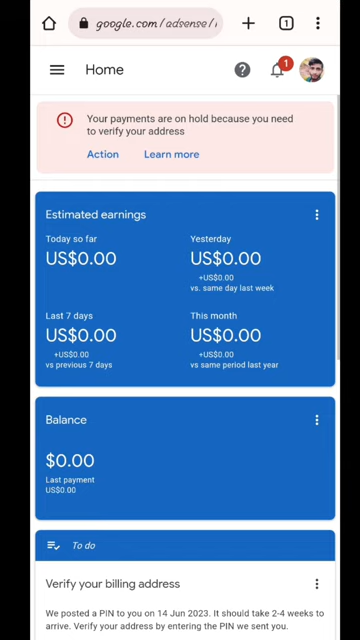 google.com/adsense/
1
Home
1
Your payments are on hold because you need
to verify your address
Action Learn more
Estimated earnings
Today so far Yesterday
US$0.00 US$0.00
+US$0.00
vs. same day last week
Last 7 days This month
US$0.00 US$0.00
+US$0.00 +US$0.00
vs previous 7 days vs same period last year
Balance
$0.00
Last payment
US$0.00
To do
Verify your billing address
We posted a PIN to you on 14 Jun 2023. It should take 2-4 weeks to
arrive. Verify your address by entering the PIN we sent you.